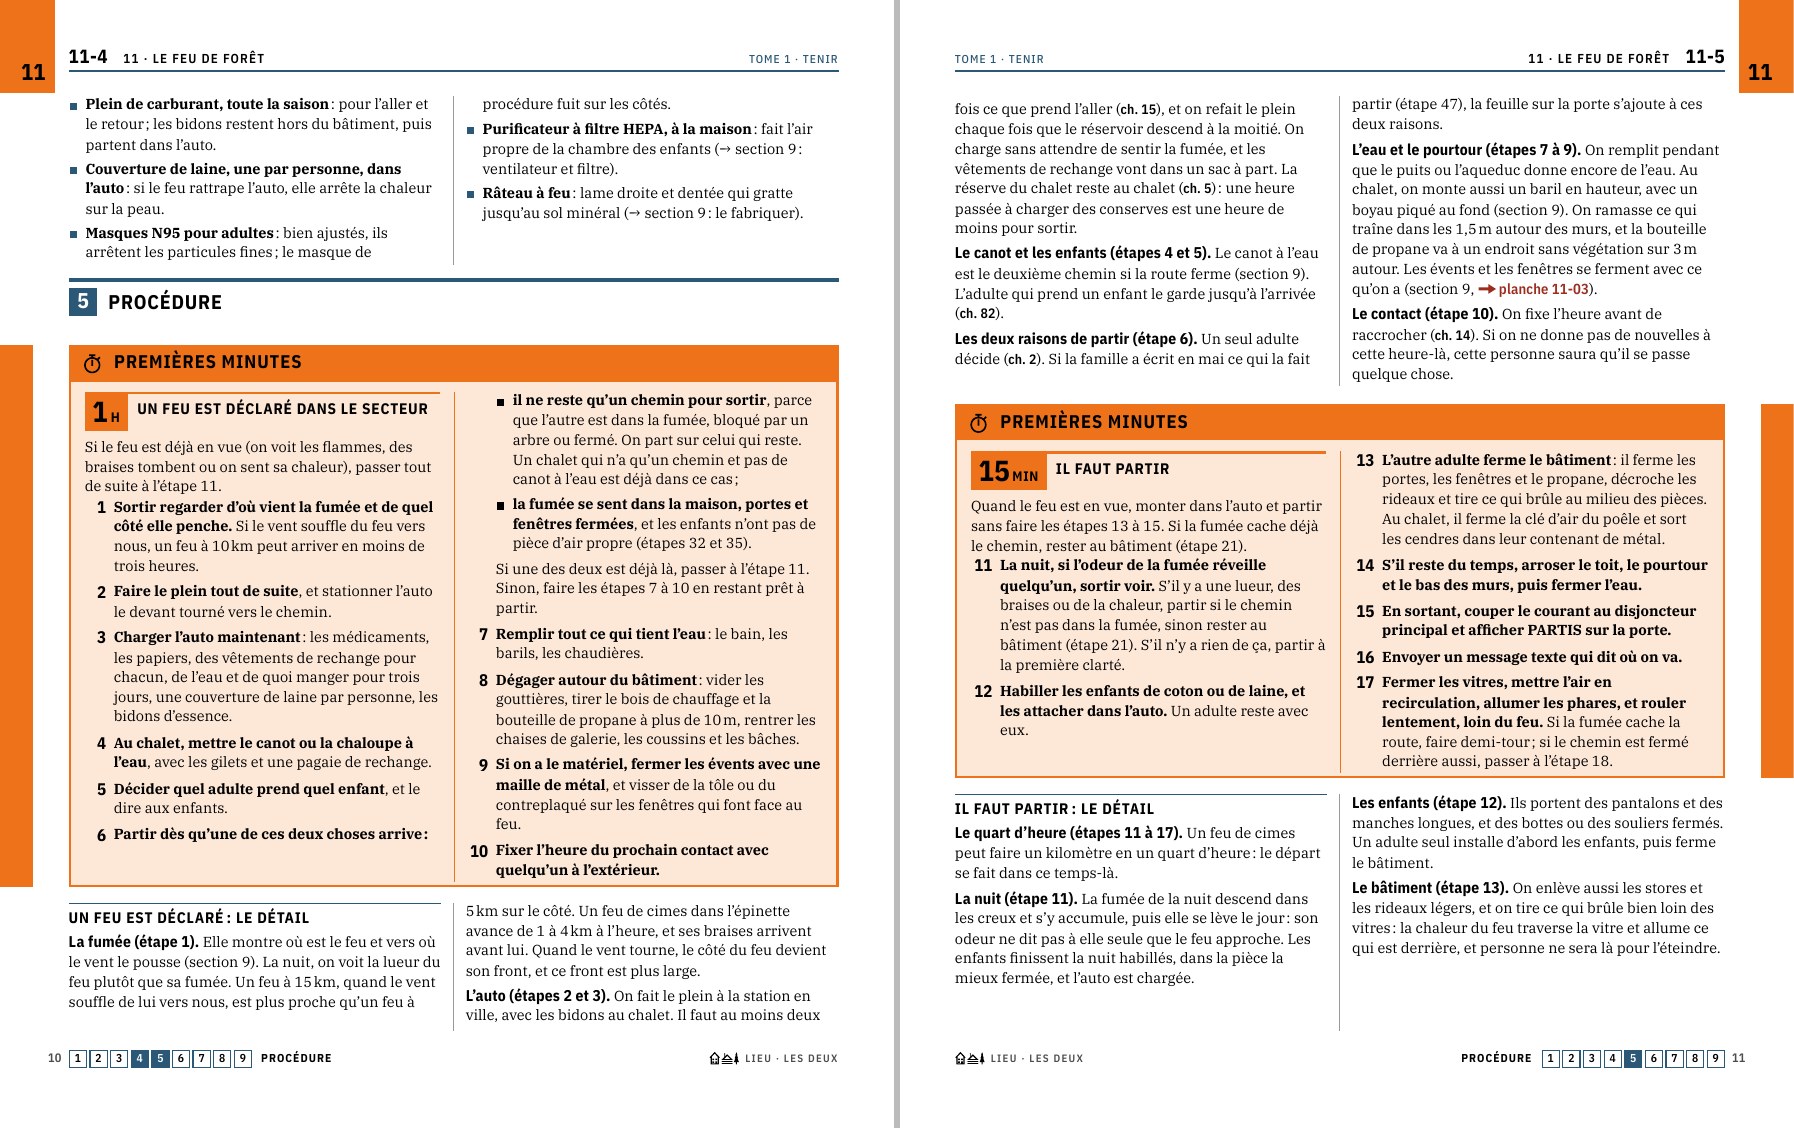 11
11-4 11 · LE FEU DE FORÊT
TOME 1 · TENIR
Plein de carburant, toute la saison : pour l’aller et
le retour ; les bidons restent hors du bâtiment, puis
partent dans l’auto.
Couverture de laine, une par personne, dans
l’auto : si le feu rattrape l’auto, elle arrête la chaleur
sur la peau.
Masques N95 pour adultes : bien ajustés, ils
arrêtent les particules fines ; le masque de
procédure fuit sur les côtés.
Purificateur à filtre HEPA, à la maison : fait l’air
propre de la chambre des enfants (→ section 9 :
ventilateur et filtre).
Râteau à feu : lame droite et dentée qui gratte
jusqu’au sol minéral (→ section 9 : le fabriquer).
5 PROCÉDURE
PREMIÈRES MINUTES
1 H UN FEU EST DÉCLARÉ DANS LE SECTEUR
Si le feu est déjà en vue (on voit les flammes, des
braises tombent ou on sent sa chaleur), passer tout
de suite à l’étape 11.
1 Sortir regarder d’où vient la fumée et de quel
côté elle penche. Si le vent souffle du feu vers
nous, un feu à 10 km peut arriver en moins de
trois heures.
2 Faire le plein tout de suite, et stationner l’auto
le devant tourné vers le chemin.
3 Charger l’auto maintenant : les médicaments,
les papiers, des vêtements de rechange pour
chacun, de l’eau et de quoi manger pour trois
jours, une couverture de laine par personne, les
bidons d’essence.
4 Au chalet, mettre le canot ou la chaloupe à
l’eau, avec les gilets et une pagaie de rechange.
5 Décider quel adulte prend quel enfant, et le
dire aux enfants.
6 Partir dès qu’une de ces deux choses arrive :
il ne reste qu’un chemin pour sortir, parce
que l’autre est dans la fumée, bloqué par un
arbre ou fermé. On part sur celui qui reste.
Un chalet qui n’a qu’un chemin et pas de
canot à l’eau est déjà dans ce cas ;
la fumée se sent dans la maison, portes et
fenêtres fermées, et les enfants n’ont pas de
pièce d’air propre (étapes 32 et 35).
Si une des deux est déjà là, passer à l’étape 11.
Sinon, faire les étapes 7 à 10 en restant prêt à
partir.
7 Remplir tout ce qui tient l’eau : le bain, les
barils, les chaudières.
8 Dégager autour du bâtiment : vider les
gouttières, tirer le bois de chauffage et la
bouteille de propane à plus de 10 m, rentrer les
chaises de galerie, les coussins et les bâches.
9 Si on a le matériel, fermer les évents avec une
maille de métal, et visser de la tôle ou du
contreplaqué sur les fenêtres qui font face au
feu.
10 Fixer l’heure du prochain contact avec
quelqu’un à l’extérieur.
UN FEU EST DÉCLARÉ : LE DÉTAIL
La fumée (étape 1). Elle montre où est le feu et vers où
le vent le pousse (section 9). La nuit, on voit la lueur du
feu plutôt que sa fumée. Un feu à 15 km, quand le vent
souffle de lui vers nous, est plus proche qu’un feu à
5 km sur le côté. Un feu de cimes dans l’épinette
avance de 1 à 4 km à l’heure, et ses braises arrivent
avant lui. Quand le vent tourne, le côté du feu devient
son front, et ce front est plus large.
L’auto (étapes 2 et 3). On fait le plein à la station en
ville, avec les bidons au chalet. Il faut au moins deux
10 1 2 3 4 5 6 7 8 9 PROCÉDURE
LIEU · LES DEUX
TOME 1 · TENIR
11 · LE FEU DE FORÊT 11-5
11
fois ce que prend l’aller (ch. 15), et on refait le plein
chaque fois que le réservoir descend à la moitié. On
charge sans attendre de sentir la fumée, et les
vêtements de rechange vont dans un sac à part. La
réserve du chalet reste au chalet (ch. 5) : une heure
passée à charger des conserves est une heure de
moins pour sortir.
Le canot et les enfants (étapes 4 et 5). Le canot à l’eau
est le deuxième chemin si la route ferme (section 9).
L’adulte qui prend un enfant le garde jusqu’à l’arrivée
(ch. 82).
Les deux raisons de partir (étape 6). Un seul adulte
décide (ch. 2). Si la famille a écrit en mai ce qui la fait
partir (étape 47), la feuille sur la porte s’ajoute à ces
deux raisons.
L’eau et le pourtour (étapes 7 à 9). On remplit pendant
que le puits ou l’aqueduc donne encore de l’eau. Au
chalet, on monte aussi un baril en hauteur, avec un
boyau piqué au fond (section 9). On ramasse ce qui
traîne dans les 1,5 m autour des murs, et la bouteille
de propane va à un endroit sans végétation sur 3 m
autour. Les évents et les fenêtres se ferment avec ce
qu’on a (section 9, → planche 11-03).
Le contact (étape 10). On fixe l’heure avant de
raccrocher (ch. 14). Si on ne donne pas de nouvelles à
cette heure-là, cette personne saura qu’il se passe
quelque chose.
PREMIÈRES MINUTES
15 MIN IL FAUT PARTIR
Quand le feu est en vue, monter dans l’auto et partir
sans faire les étapes 13 à 15. Si la fumée cache déjà
le chemin, rester au bâtiment (étape 21).
11 La nuit, si l’odeur de la fumée réveille
quelqu’un, sortir voir. S’il y a une lueur, des
braises ou de la chaleur, partir si le chemin
n’est pas dans la fumée, sinon rester au
bâtiment (étape 21). S’il n’y a rien de ça, partir à
la première clarté.
12 Habiller les enfants de coton ou de laine, et
les attacher dans l’auto. Un adulte reste avec
eux.
13 L’autre adulte ferme le bâtiment : il ferme les
portes, les fenêtres et le propane, décroche les
rideaux et tire ce qui brûle au milieu des pièces.
Au chalet, il ferme la clé d’air du poêle et sort
les cendres dans leur contenant de métal.
14 S’il reste du temps, arroser le toit, le pourtour
et le bas des murs, puis fermer l’eau.
15 En sortant, couper le courant au disjoncteur
principal et afficher PARTIS sur la porte.
16 Envoyer un message texte qui dit où on va.
17 Fermer les vitres, mettre l’air en
recirculation, allumer les phares, et rouler
lentement, loin du feu. Si la fumée cache la
route, faire demi-tour ; si le chemin est fermé
derrière aussi, passer à l’étape 18.
IL FAUT PARTIR : LE DÉTAIL
Le quart d’heure (étapes 11 à 17). Un feu de cimes
peut faire un kilomètre en un quart d’heure : le départ
se fait dans ce temps-là.
La nuit (étape 11). La fumée de la nuit descend dans
les creux et s’y accumule, puis elle se lève le jour : son
odeur ne dit pas à elle seule que le feu approche. Les
enfants finissent la nuit habillés, dans la pièce la
mieux fermée, et l’auto est chargée.
Les enfants (étape 12). Ils portent des pantalons et des
manches longues, et des bottes ou des souliers fermés.
Un adulte seul installe d’abord les enfants, puis ferme
le bâtiment.
Le bâtiment (étape 13). On enlève aussi les stores et
les rideaux légers, et on tire ce qui brûle bien loin des
vitres : la chaleur du feu traverse la vitre et allume ce
qui est derrière, et personne ne sera là pour l’éteindre.
LIEU · LES DEUX
PROCÉDURE 1 2 3 4 5 6 7 8 9 11